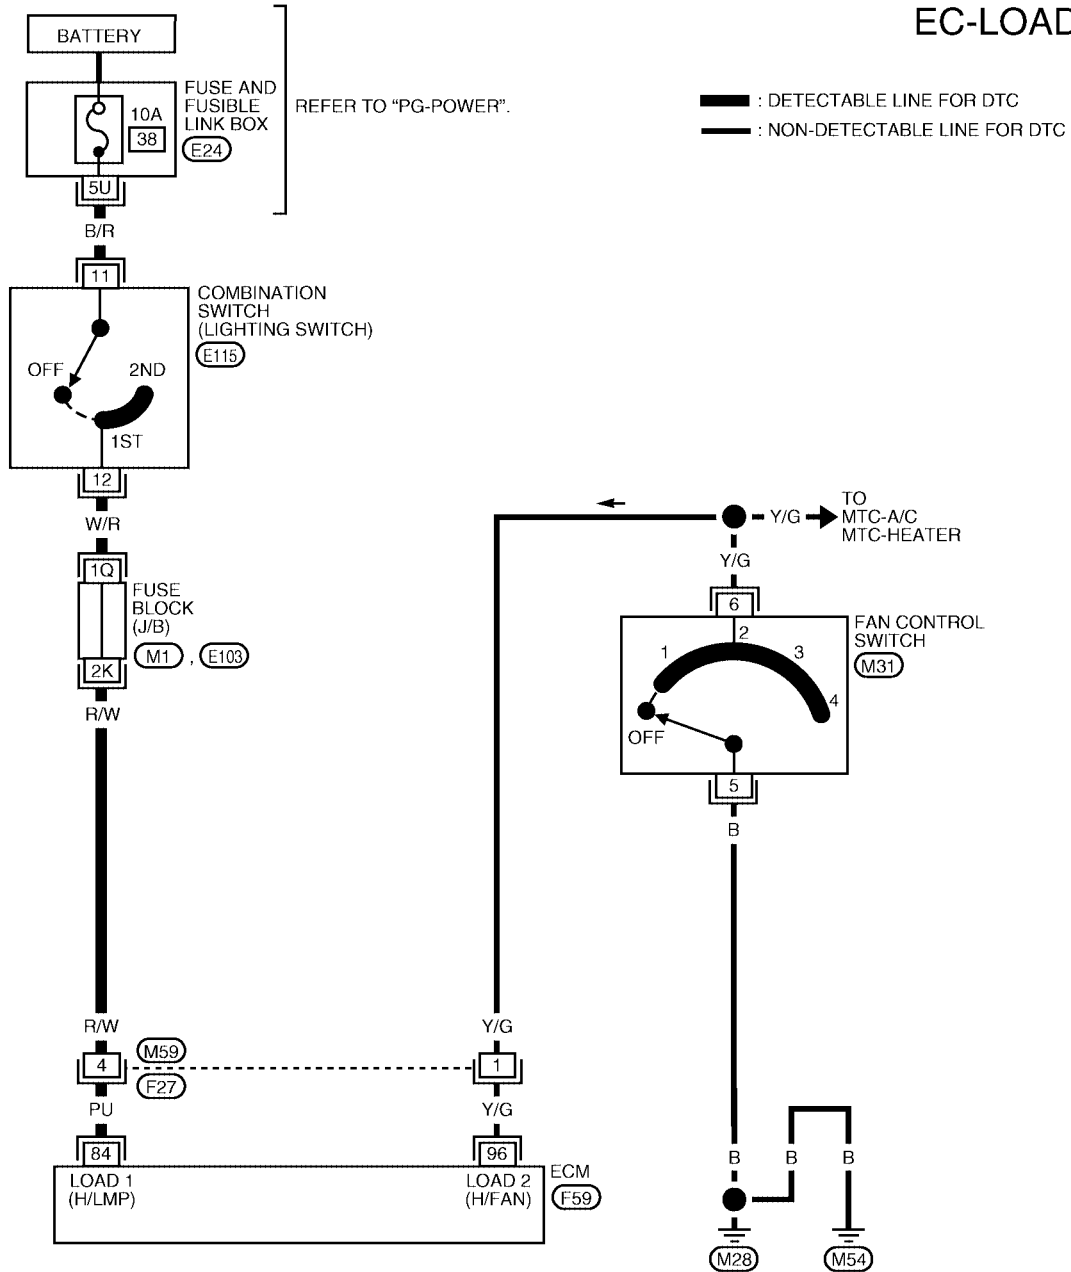 EC-LOAD
BATTERY
FUSE AND
FUSIBLE
LINK BOX
E24
10A
38
REFER TO "PG-POWER".
: DETECTABLE LINE FOR DTC
: NON-DETECTABLE LINE FOR DTC
5U
B/R
11
COMBINATION
SWITCH
(LIGHTING SWITCH)
E115
OFF
2ND
1ST
12
W/R
1Q
FUSE
BLOCK
(J/B)
M1 , E103
2K
R/W
Y/G
TO
MTC-A/C
MTC-HEATER
Y/G
6
FAN CONTROL
SWITCH
M31
1
2
3
4
OFF
5
B
R/W
Y/G
4
M59
F27
1
PU
Y/G
84
96
LOAD 1
(H/LMP)
LOAD 2
(H/FAN)
ECM
F59
B
B
B
M28
M54